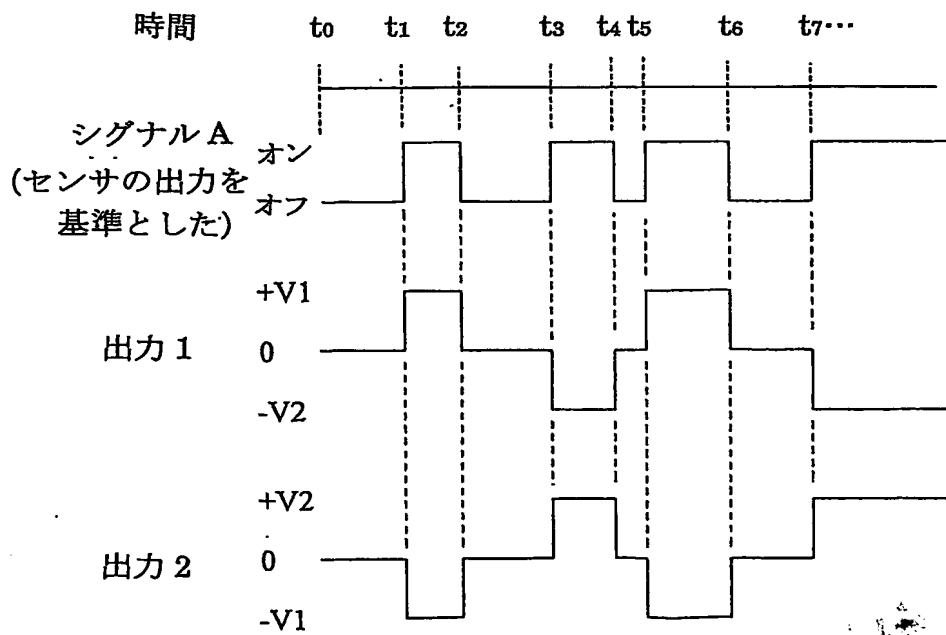 時間 t0 t1 t2 t3 t4 t5 t6 t7…
シグナル A
(センサの出力を
基準とした)
オン
オフ
出力 1
+V1
0
-V2
出力 2
+V2
0
-V1